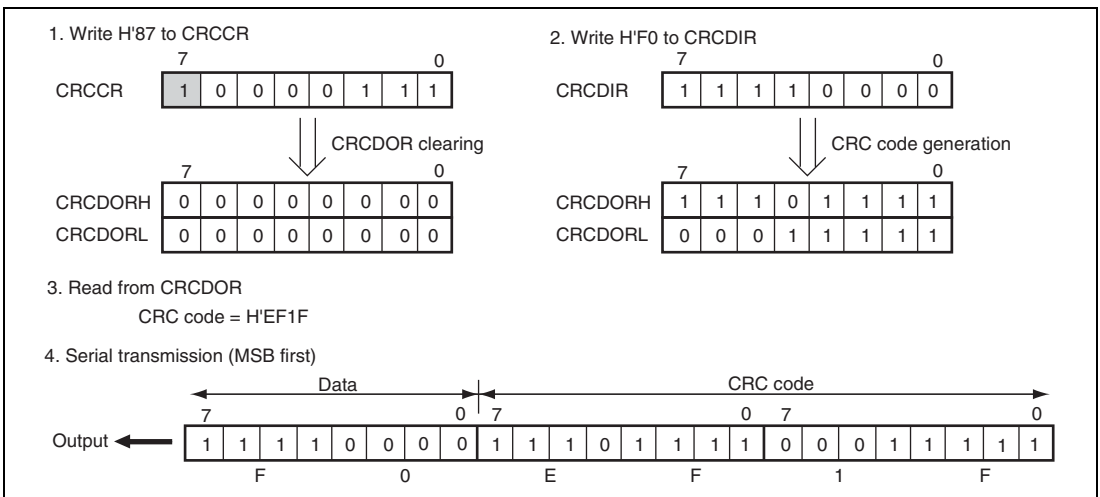 1. Write H'87 to CRCCR
7 0
CRCCR 1 0 0 0 0 1 1 1
CRCDOR clearing
7 0
CRCDORH 0 0 0 0 0 0 0 0
CRCDORL 0 0 0 0 0 0 0 0
2. Write H'F0 to CRCDIR
7 0
CRCDIR 1 1 1 1 0 0 0 0
CRC code generation
7 0
CRCDORH 1 1 1 0 1 1 1 1
CRCDORL 0 0 0 1 1 1 1 1
3. Read from CRCDOR
CRC code = H'EF1F
4. Serial transmission (MSB first)
Data CRC code
7 0 7 0 7 0
Output 1 1 1 1 0 0 0 0 1 1 1 0 1 1 1 1 0 0 0 1 1 1 1 1
F 0 E F 1 F